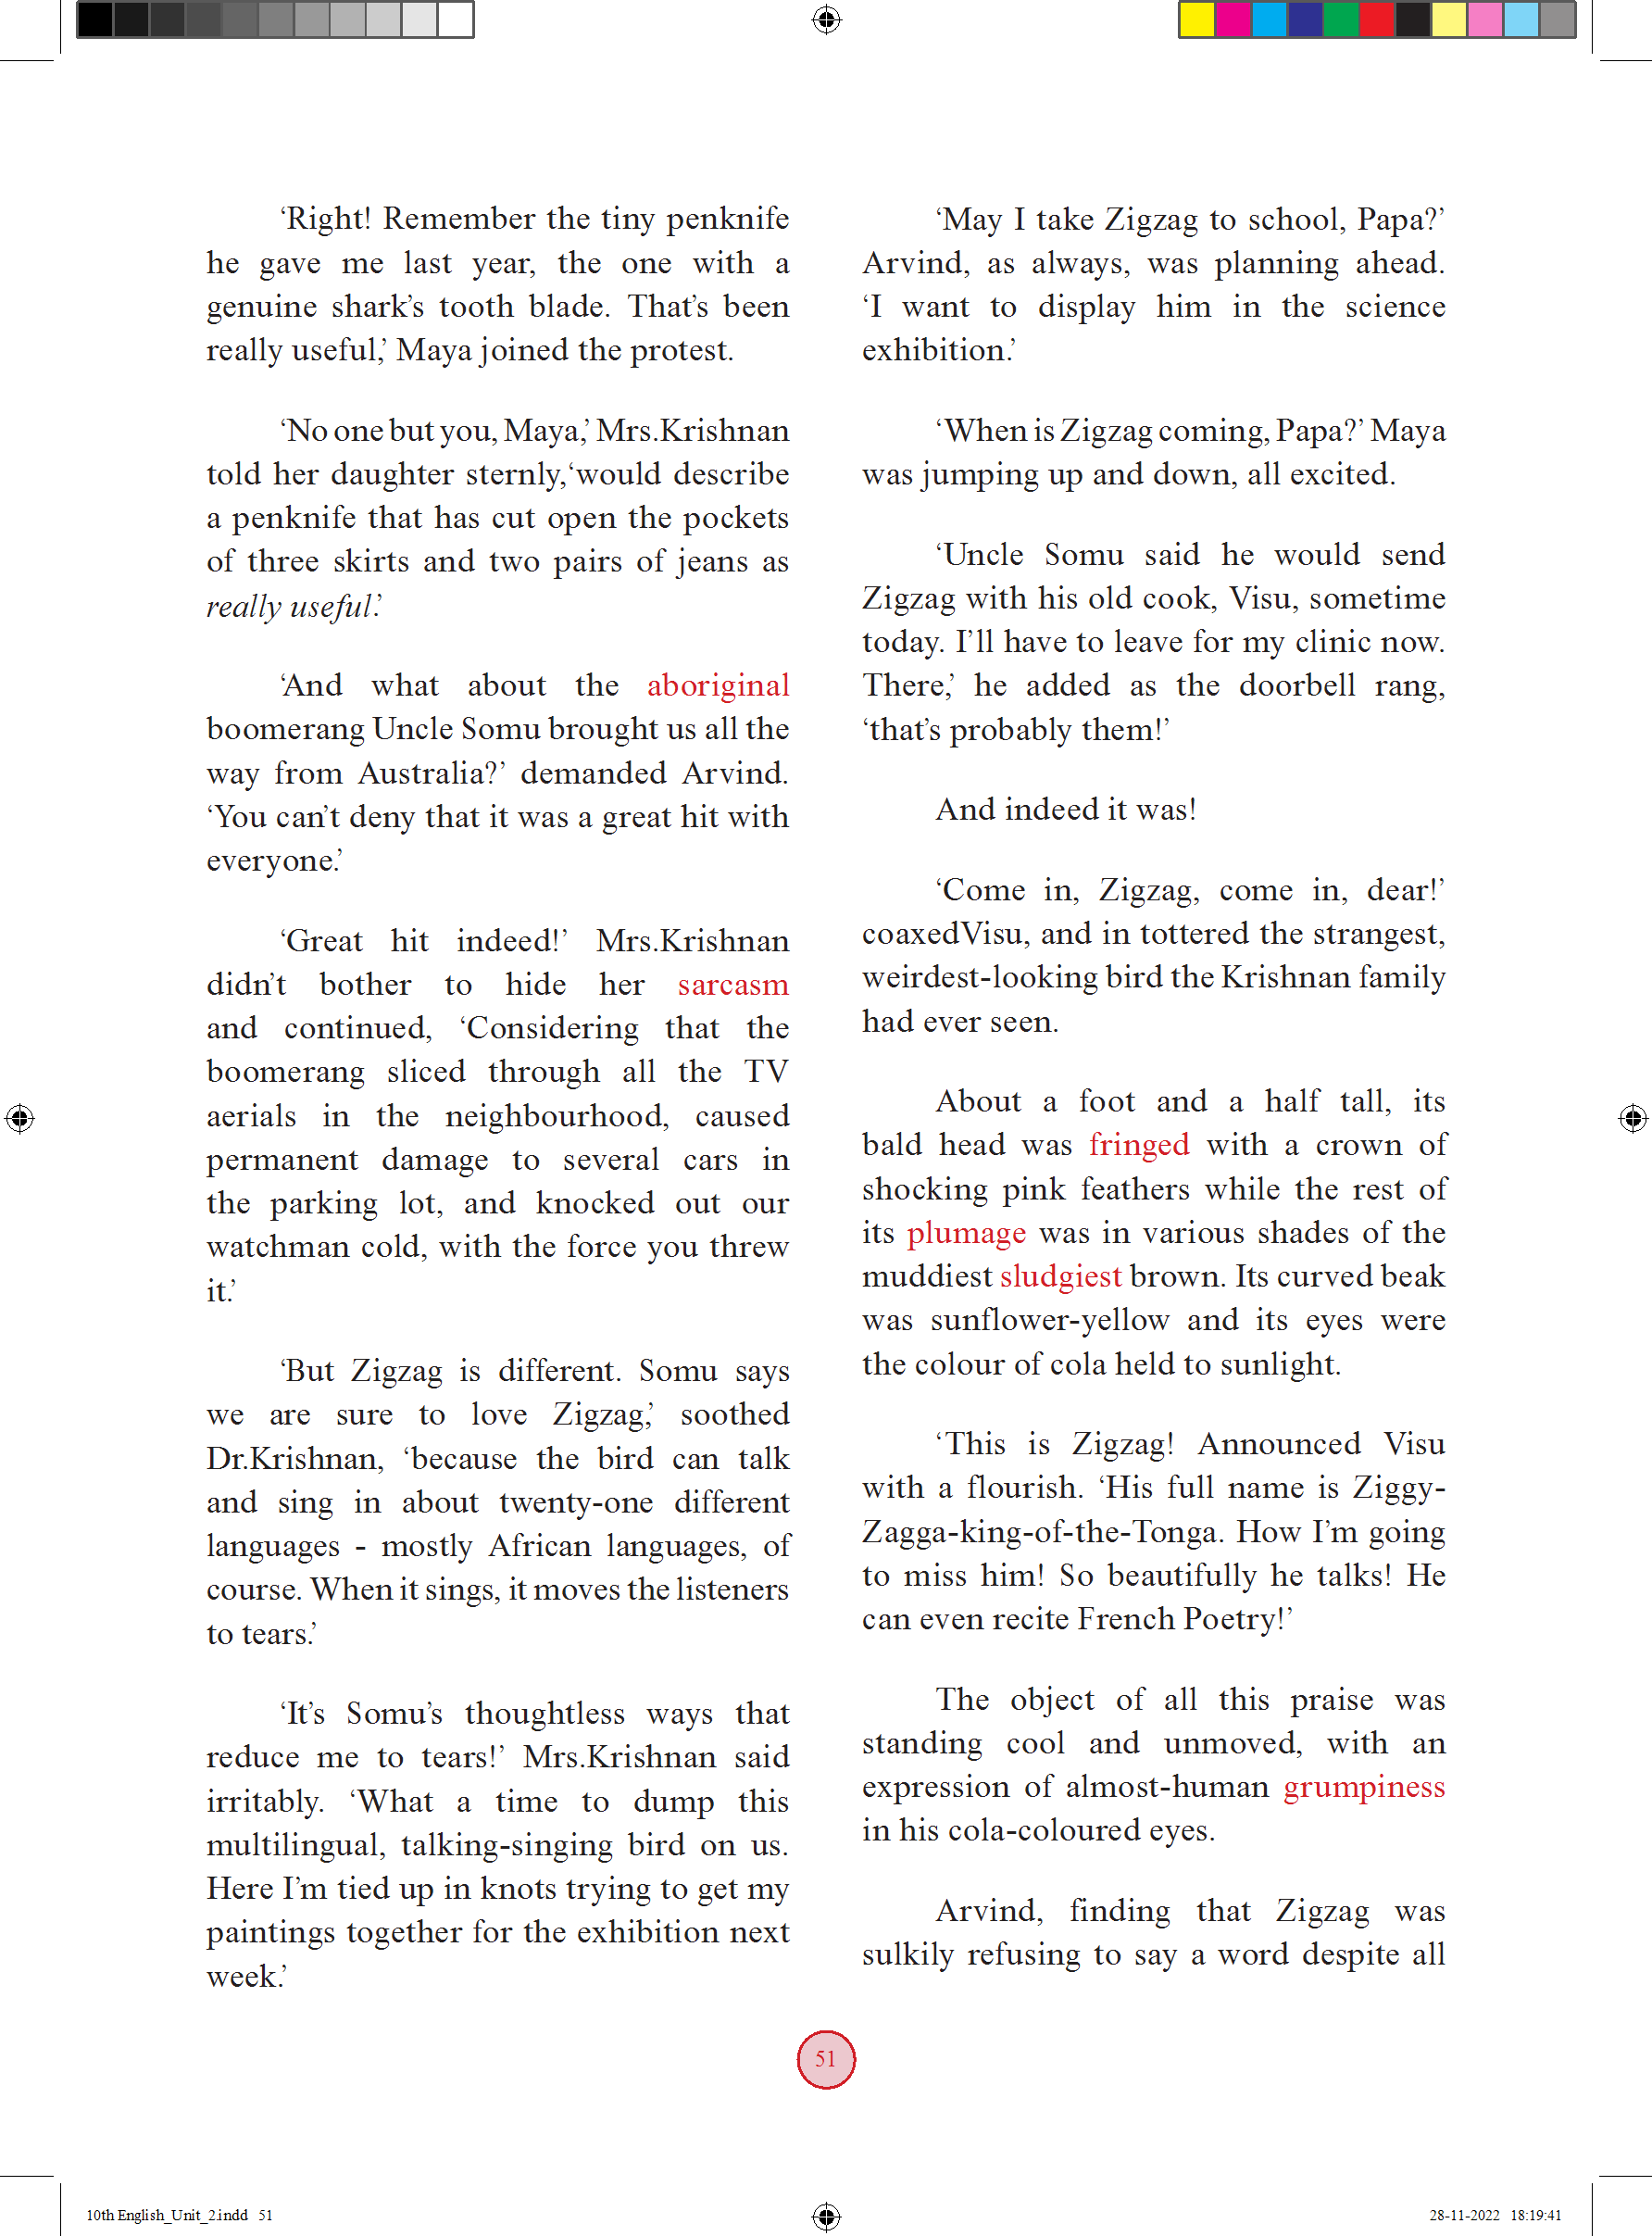 ‘Right! Remember the tiny penknife
he gave me last year, the one with a
genuine shark’s tooth blade. That’s been
really useful,’ Maya joined the protest.
‘No one but you, Maya,’ Mrs.Krishnan
told her daughter sternly,‘would describe
a penknife that has cut open the pockets
of three skirts and two pairs of jeans as
really useful.’
‘And what about the aboriginal
boomerang Uncle Somu brought us all the
way from Australia?’ demanded Arvind.
‘You can’t deny that it was a great hit with
everyone.’
‘Great hit indeed!’ Mrs.Krishnan
didn’t bother to hide her sarcasm
and continued, ‘Considering that the
boomerang sliced through all the TV
aerials in the neighbourhood, caused
permanent damage to several cars in
the parking lot, and knocked out our
watchman cold, with the force you threw
it.’
‘But Zigzag is different. Somu says
we are sure to love Zigzag,’ soothed
Dr.Krishnan, ‘because the bird can talk
and sing in about twenty-one different
languages - mostly African languages, of
course. When it sings, it moves the listeners
to tears.’
‘It’s Somu’s thoughtless ways that
reduce me to tears!’ Mrs.Krishnan said
irritably. ‘What a time to dump this
multilingual, talking-singing bird on us.
Here I’m tied up in knots trying to get my
paintings together for the exhibition next
week.’
‘May I take Zigzag to school, Papa?’
Arvind, as always, was planning ahead.
‘I want to display him in the science
exhibition.’
‘When is Zigzag coming, Papa?’ Maya
was jumping up and down, all excited.
‘Uncle Somu said he would send
Zigzag with his old cook, Visu, sometime
today. I’ll have to leave for my clinic now.
There,’ he added as the doorbell rang,
‘that’s probably them!’
And indeed it was!
‘Come in, Zigzag, come in, dear!’
coaxedVisu, and in tottered the strangest,
weirdest-looking bird the Krishnan family
had ever seen.
About a foot and a half tall, its
bald head was fringed with a crown of
shocking pink feathers while the rest of
its plumage was in various shades of the
muddiest sludgiest brown. Its curved beak
was sunflower-yellow and its eyes were
the colour of cola held to sunlight.
‘This is Zigzag! Announced Visu
with a flourish. ‘His full name is Ziggy-
Zagga-king-of-the-Tonga. How I’m going
to miss him! So beautifully he talks! He
can even recite French Poetry!’
The object of all this praise was
standing cool and unmoved, with an
expression of almost-human grumpiness
in his cola-coloured eyes.
Arvind, finding that Zigzag was
sulkily refusing to say a word despite all
51
10th English_Unit_2.indd 51
28-11-2022 18:19:41